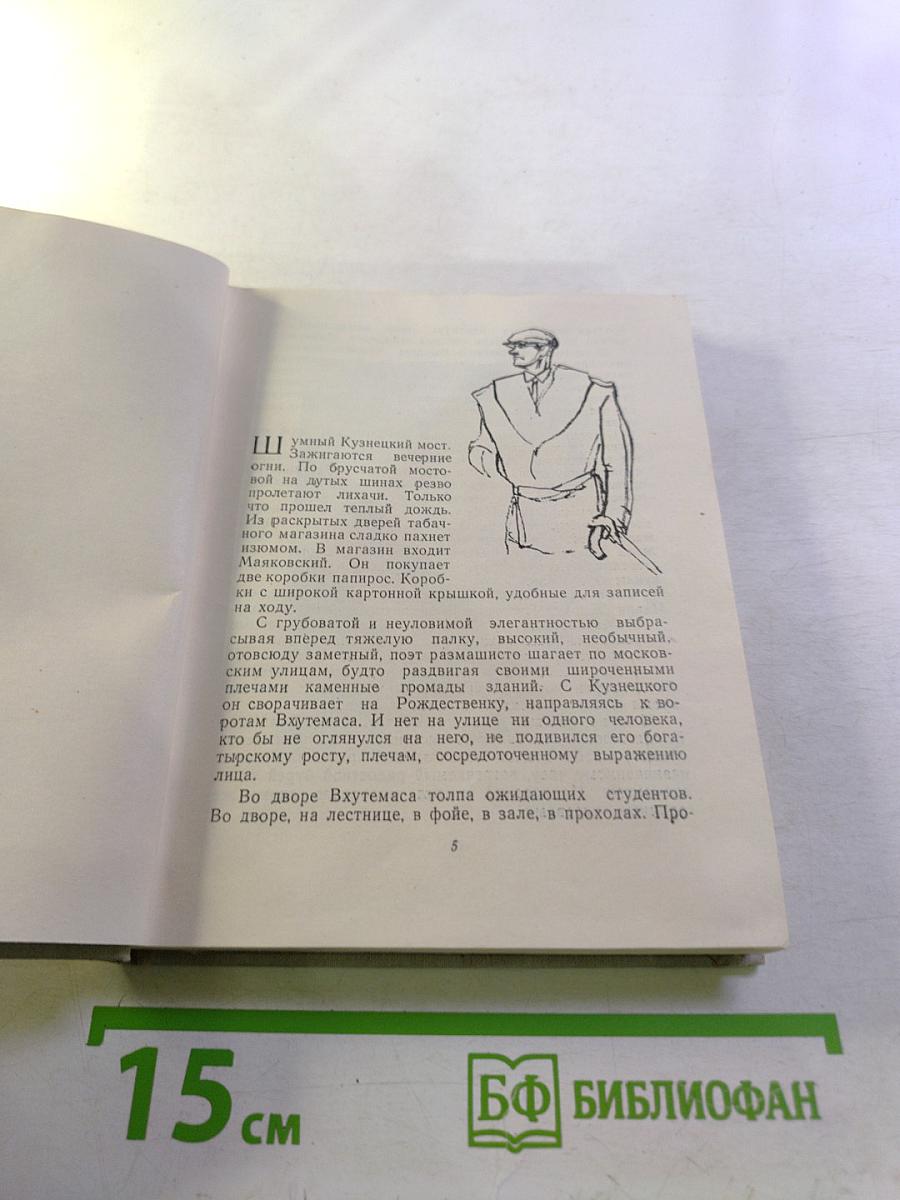 Шумный Кузнецкий мост.
Зажигаются вечерние
огни. По брусчатой мосто-
вой на дутых шинах резво
пролетают лихачи. Только
что прошел теплый дождь.
Из раскрытых дверей табач-
ного магазина сладко пахнет
изюмом. В магазин входит
Маяковский. Он покупает
две коробки папирос. Короб-
ки с широкой картонной крышкой, удобные для записей
на ходу.
С грубоватой и неуловимой элегантностью выбра-
сывая вперед тяжелую палку, высокий, необычный,
отовсюду заметный, поэт размашисто шагает по москов-
ским улицам, будто раздвигая своими широченными
плечами каменные громады зданий. С Кузнецкого
он сворачивает на Рождественку, направляясь к во-
ротам Вхутемаса. И нет на улице ни одного человека,
кто бы не оглянулся на него, не подивился его бога-
тырскому росту, плечам, сосредоточенному выражению
лица.
Во дворе Вхутемаса толпа ожидающих студентов.
Во дворе, на лестнице, в фойе, в зале, в проходах. Про-
5
15 см
БФ БИБЛИОФАН